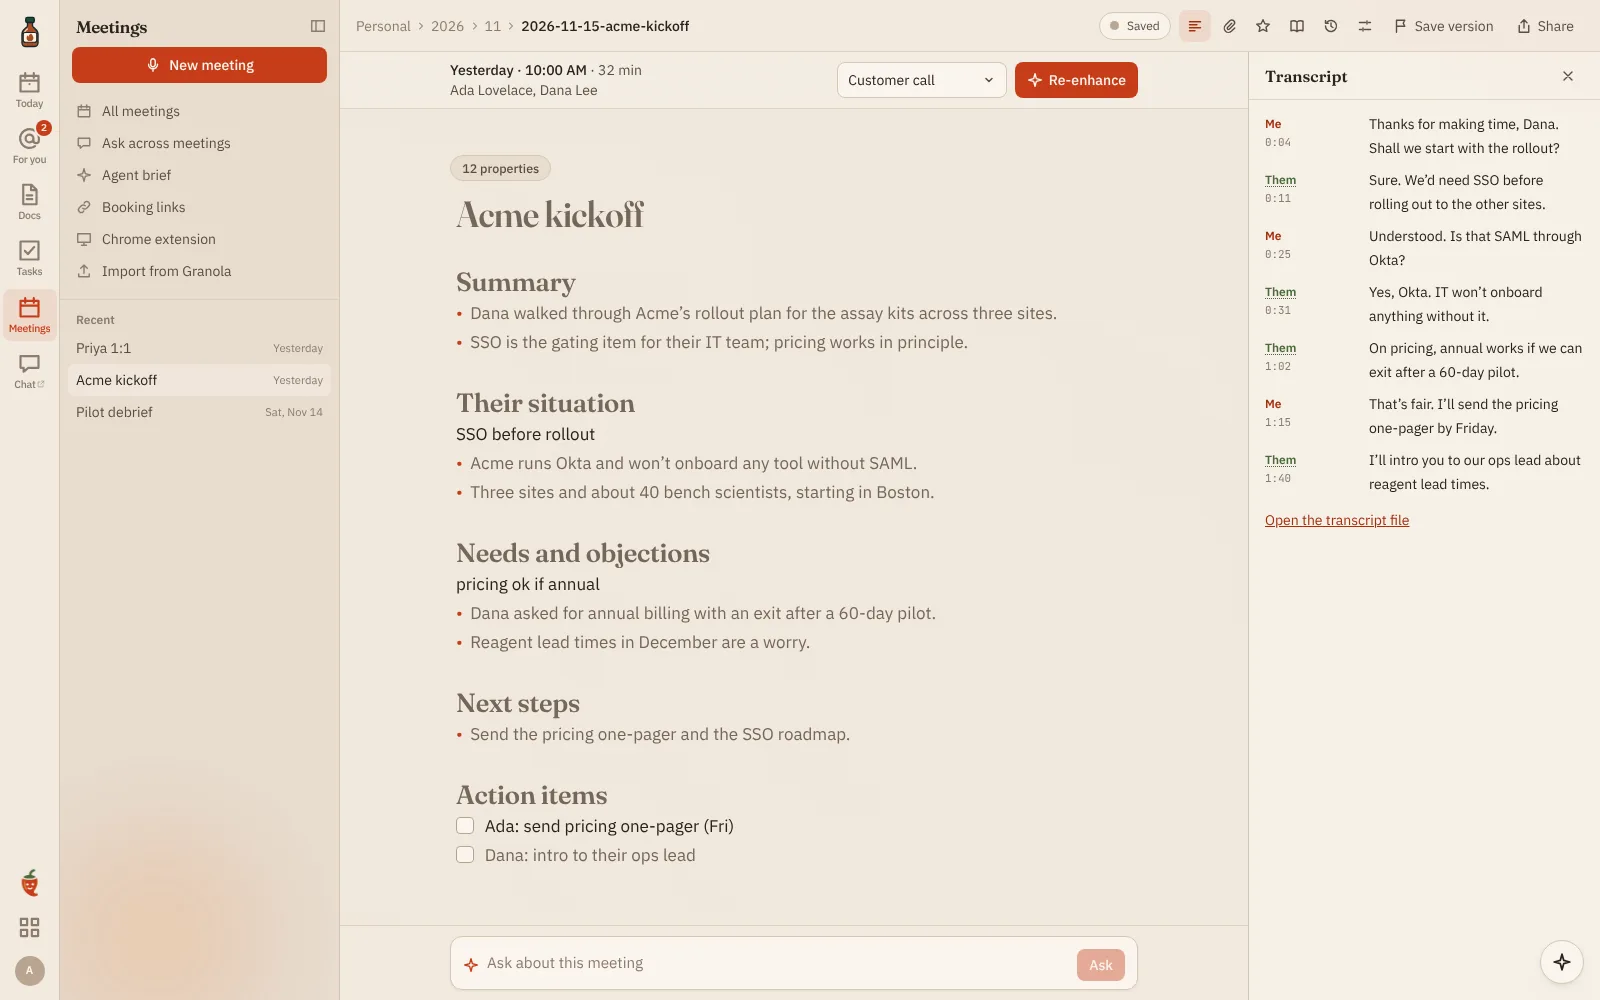 Today
2
For you
Docs
Tasks
Meetings
Chat
A
Meetings
New meeting
All meetings
Ask across meetings
Agent brief
Booking links
Chrome extension
Import from Granola
Recent
Priya 1:1 Yesterday
Acme kickoff Yesterday
Pilot debrief Sat, Nov 14
Personal › 2026 › 11 › 2026-11-15-acme-kickoff
Saved
Save version
Share
Yesterday · 10:00 AM · 32 min
Ada Lovelace, Dana Lee
Customer call
Re-enhance
12 properties
Acme kickoff
Summary
• Dana walked through Acme’s rollout plan for the assay kits across three sites.
• SSO is the gating item for their IT team; pricing works in principle.
Their situation
SSO before rollout
• Acme runs Okta and won’t onboard any tool without SAML.
• Three sites and about 40 bench scientists, starting in Boston.
Needs and objections
pricing ok if annual
• Dana asked for annual billing with an exit after a 60-day pilot.
• Reagent lead times in December are a worry.
Next steps
• Send the pricing one-pager and the SSO roadmap.
Action items
Ada: send pricing one-pager (Fri)
Dana: intro to their ops lead
Ask about this meeting
Ask
Transcript
Me
0:04
Thanks for making time, Dana.
Shall we start with the rollout?
Them
0:11
Sure. We’d need SSO before
rolling out to the other sites.
Me
0:25
Understood. Is that SAML through
Okta?
Them
0:31
Yes, Okta. IT won’t onboard
anything without it.
Them
1:02
On pricing, annual works if we can
exit after a 60-day pilot.
Me
1:15
That’s fair. I’ll send the pricing
one-pager by Friday.
Them
1:40
I’ll intro you to our ops lead about
reagent lead times.
Open the transcript file